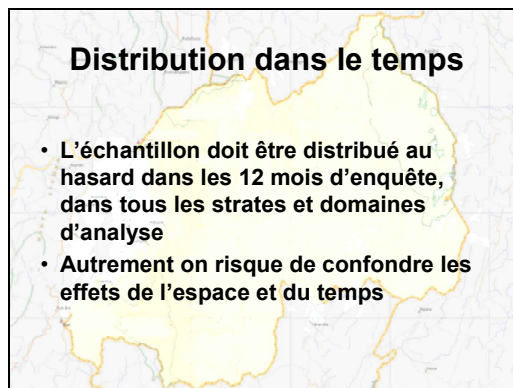 Distribution dans le temps
• L'échantillon doit être distribué au
hasard dans les 12 mois d'enquête,
dans tous les strates et domaines
d'analyse
• Autrement on risque de confondre les
effets de l'espace et du temps